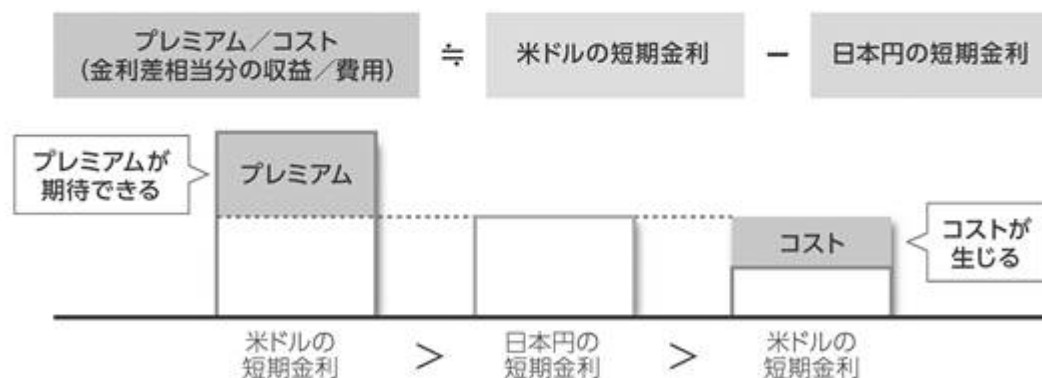 プレミアム／コスト
（金利差相当分の収益／費用）
≒
米ドルの短期金利
－
日本円の短期金利
プレミアムが
期待できる
プレミアム
コスト
コストが
生じる
米ドルの
短期金利
＞
日本円の
短期金利
＞
米ドルの
短期金利